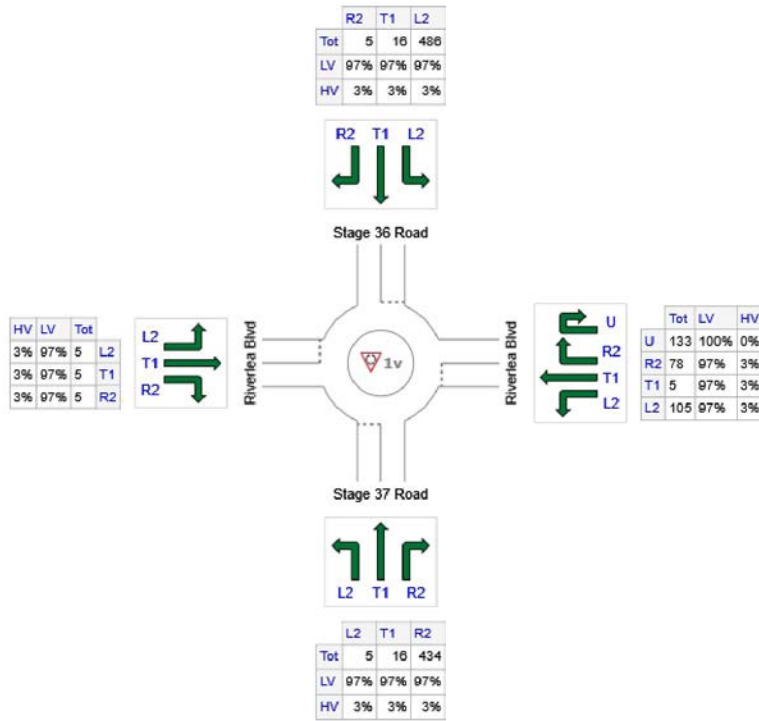 R2 T1 L2
Tot 5 16 486
LV 97% 97% 97%
HV 3% 3% 3%
R2 T1 L2
Stage 36 Road
HV LV Tot
3% 97% 5 L2
3% 97% 5 T1
3% 97% 5 R2
L2
T1
R2
Riverlea Blvd
1v
Riverlea Blvd
U
R2
T1
L2
Tot LV HV
U 133 100% 0%
R2 78 97% 3%
T1 5 97% 3%
L2 105 97% 3%
Stage 37 Road
L2 T1 R2
L2 T1 R2
Tot 5 16 434
LV 97% 97% 97%
HV 3% 3% 3%